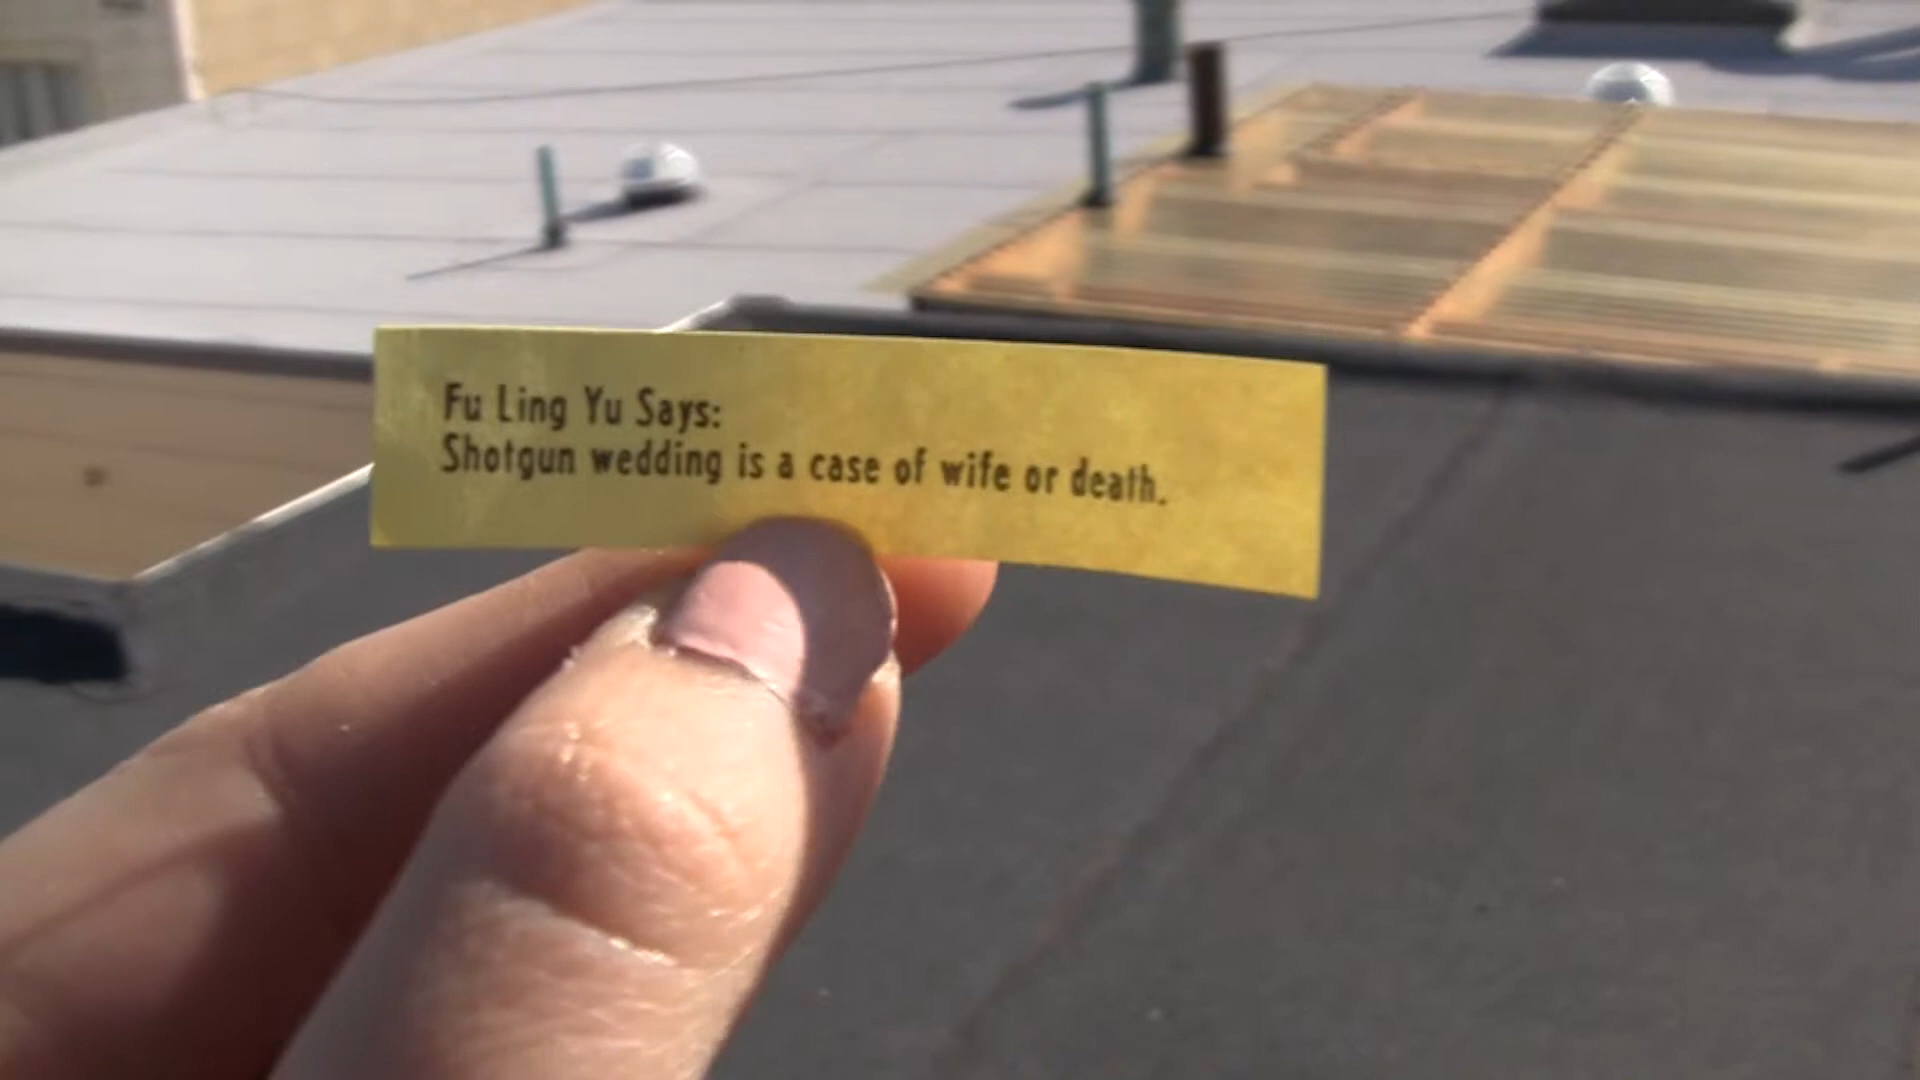 Fu Ling Yu Says:
Shotgun wedding is a case of wife or death.